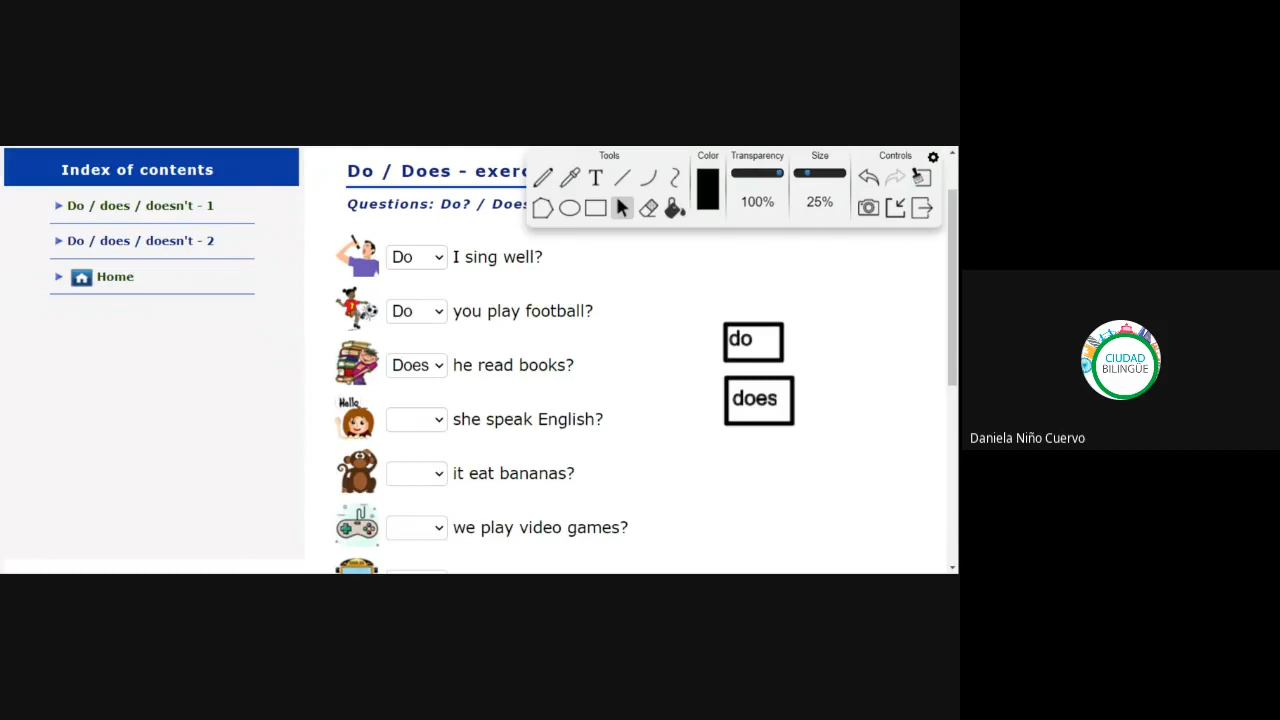 Index of contents
Do / does / doesn't - 1
Do / does / doesn't - 2
Home
Do / Does - exerc
Questions: Do? / Does
Tools
Color
Transparency
Size
Controls
T
100%
25%
Do I sing well?
Do you play football?
Does he read books?
Hello
she speak English?
it eat bananas?
we play video games?
do
does
CIUDAD
BILINGÜE
Daniela Niño Cuervo